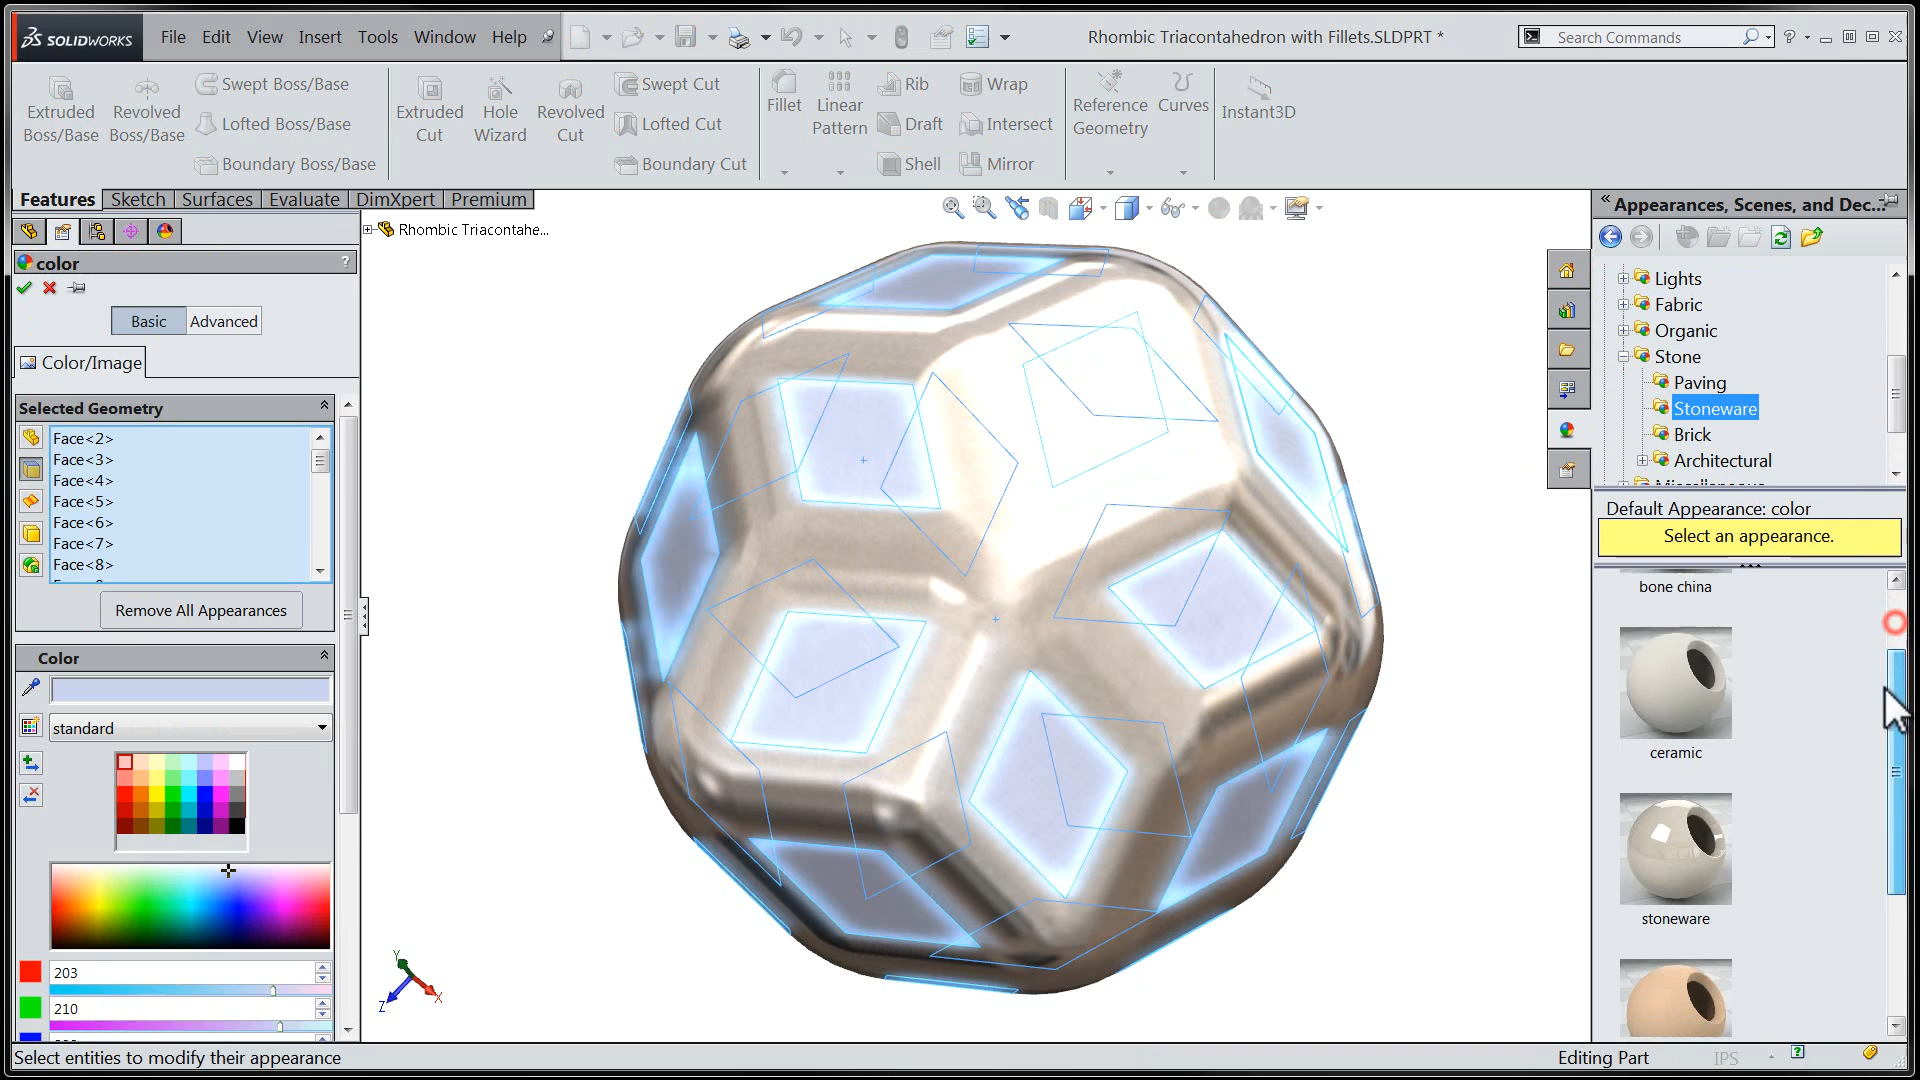 SOLIDWORKS
File Edit View Insert Tools Window Help
Rhombic Triacontahedron with Fillets.SLDPRT *
Search Commands
Extruded Boss/Base
Revolved Boss/Base
Swept Boss/Base
Lofted Boss/Base
Boundary Boss/Base
Extruded Cut
Hole Wizard
Revolved Cut
Swept Cut
Lofted Cut
Boundary Cut
Fillet
Linear Pattern
Rib
Draft
Shell
Wrap
Intersect
Mirror
Reference Geometry
Curves
Instant3D
Features Sketch Surfaces Evaluate DimXpert Premium
Rhombic Triacontahe...
color
?
Basic Advanced
Color/Image
Selected Geometry
Face<2>
Face<3>
Face<4>
Face<5>
Face<6>
Face<7>
Face<8>
Remove All Appearances
Color
standard
203
210
Y
X
Z
Appearances, Scenes, and Dec...
Lights
Fabric
Organic
Stone
Paving
Stoneware
Brick
Architectural
Default Appearance: color
Select an appearance.
bone china
ceramic
stoneware
Select entities to modify their appearance
Editing Part
IPS